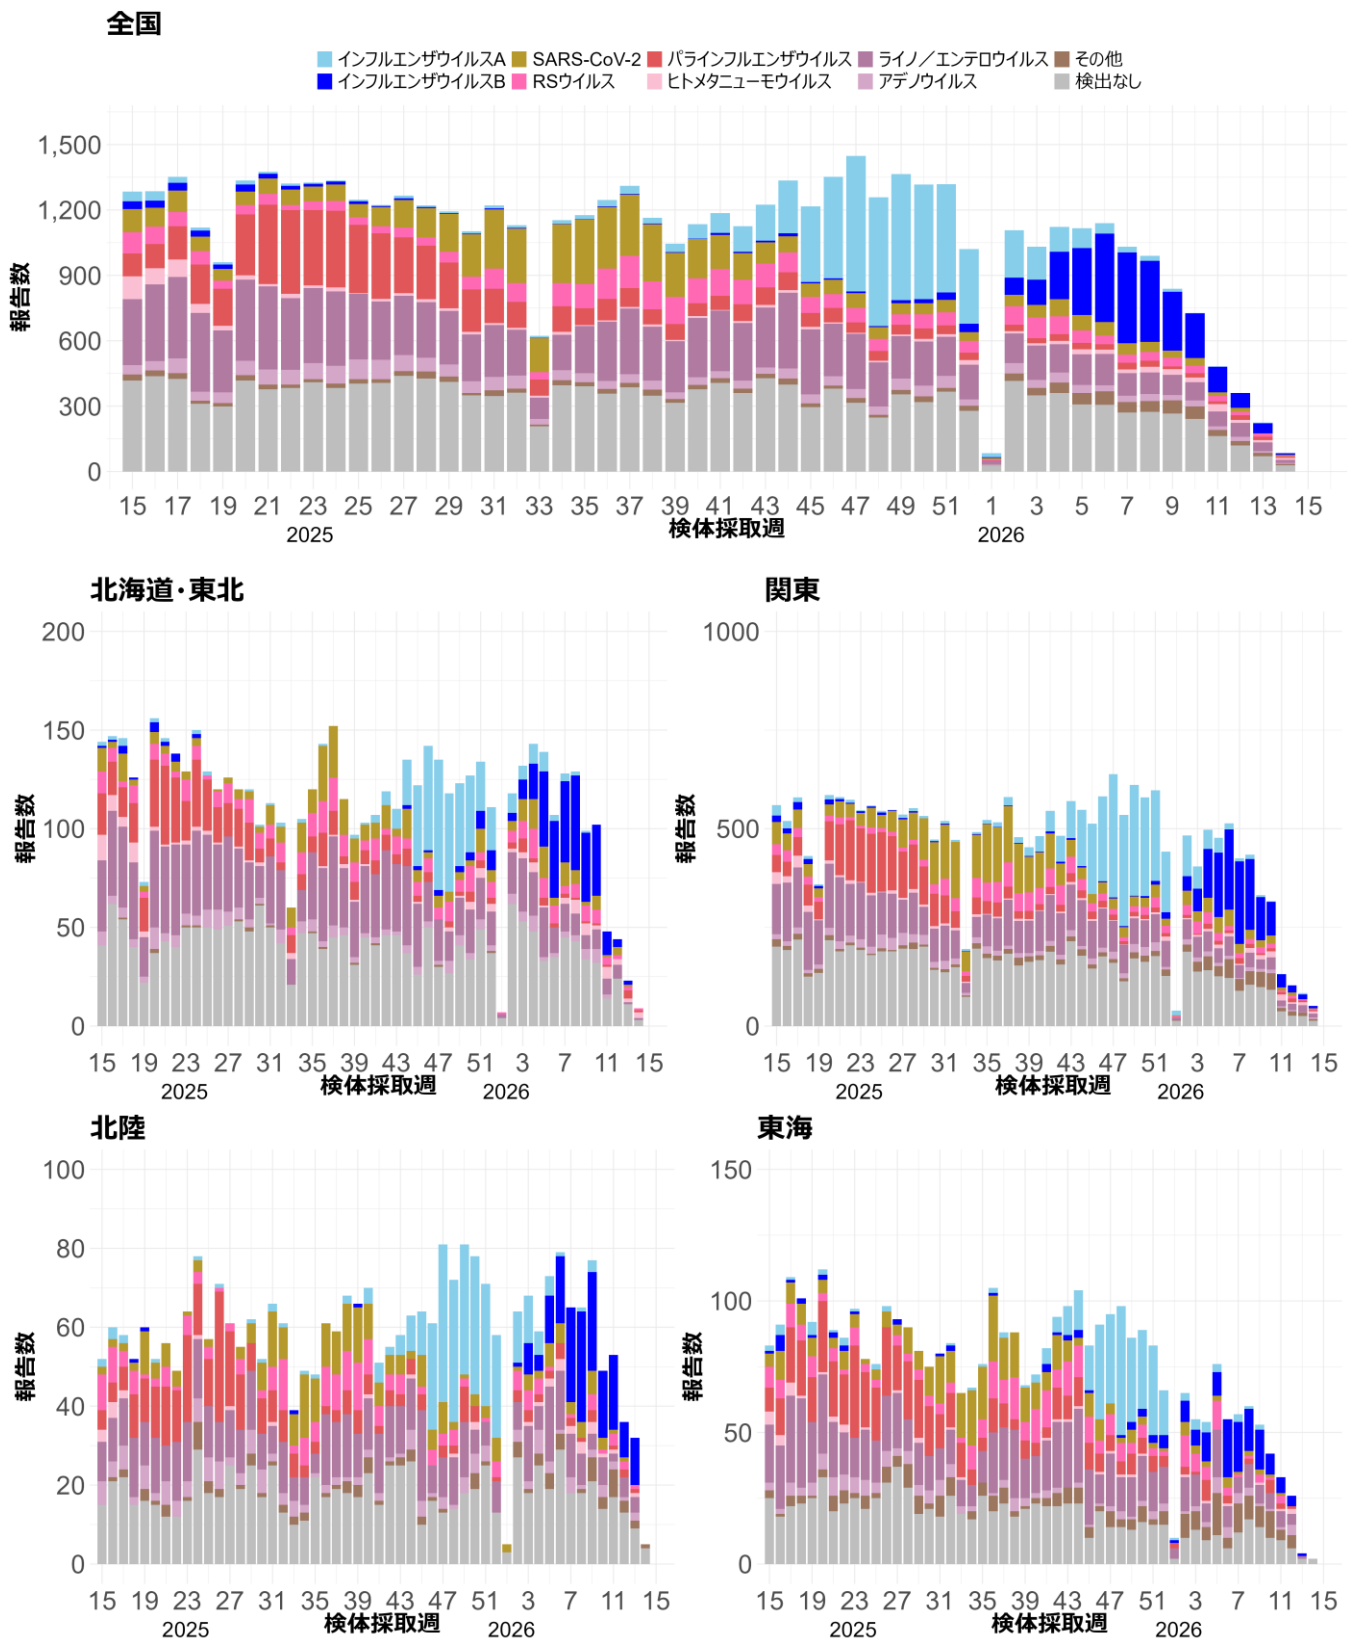 全国
インフルエンザウイルスA SARS-CoV-2 パラインフルエンザウイルス ライノ／エンテロウイルス その他
インフルエンザウイルスB RSウイルス ヒトメタニューモウイルス アデノウイルス 検出なし
1,500
1,200
900
600
300
0
報告数
15 17 19 21 23 25 27 29 31 33 35 37 39 41 43 45 47 49 51 1 3 5 7 9 11 13 15
2025 検体採取週 2026
北海道・東北
200
150
100
50
0
報告数
15 19 23 27 31 35 39 43 47 51 3 7 11 15
2025 検体採取週 2026
関東
1000
500
0
報告数
15 19 23 27 31 35 39 43 47 51 3 7 11 15
2025 検体採取週 2026
北陸
100
80
60
40
20
0
報告数
15 19 23 27 31 35 39 43 47 51 3 7 11 15
2025 検体採取週 2026
東海
150
100
50
0
報告数
15 19 23 27 31 35 39 43 47 51 3 7 11 15
2025 検体採取週 2026